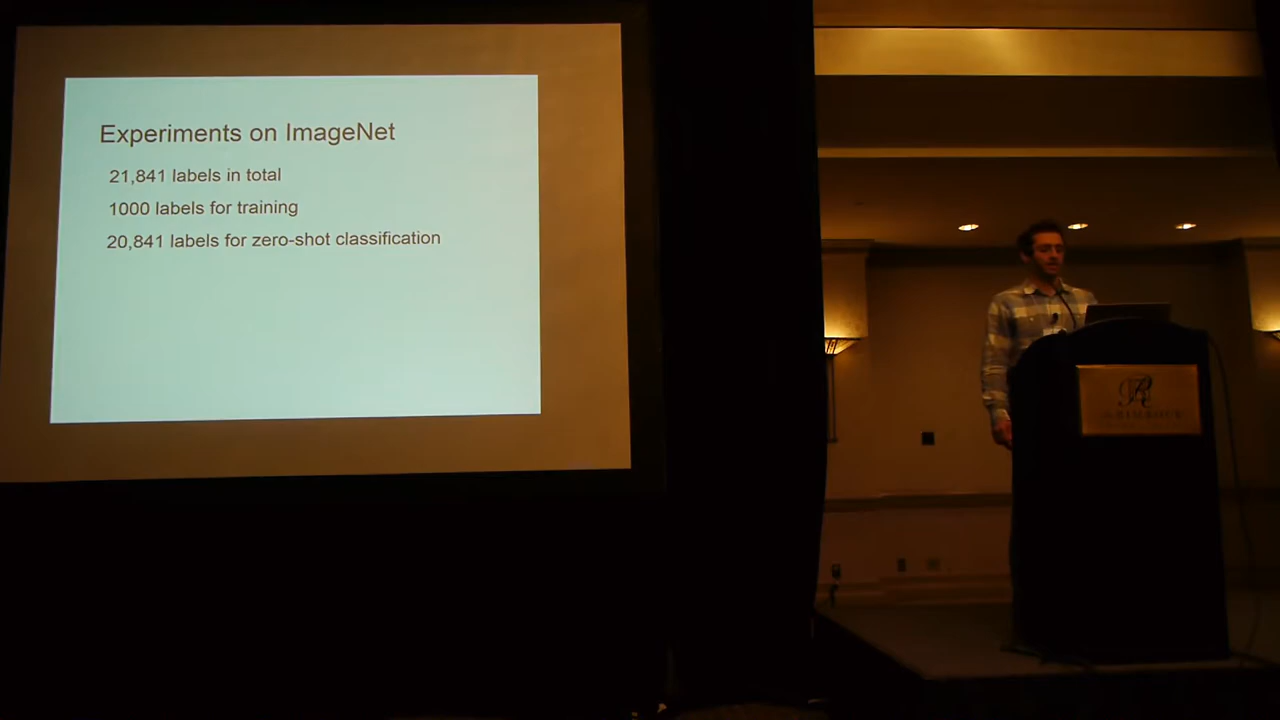 Experiments on ImageNet
21,841 labels in total
1000 labels for training
20,841 labels for zero-shot classification